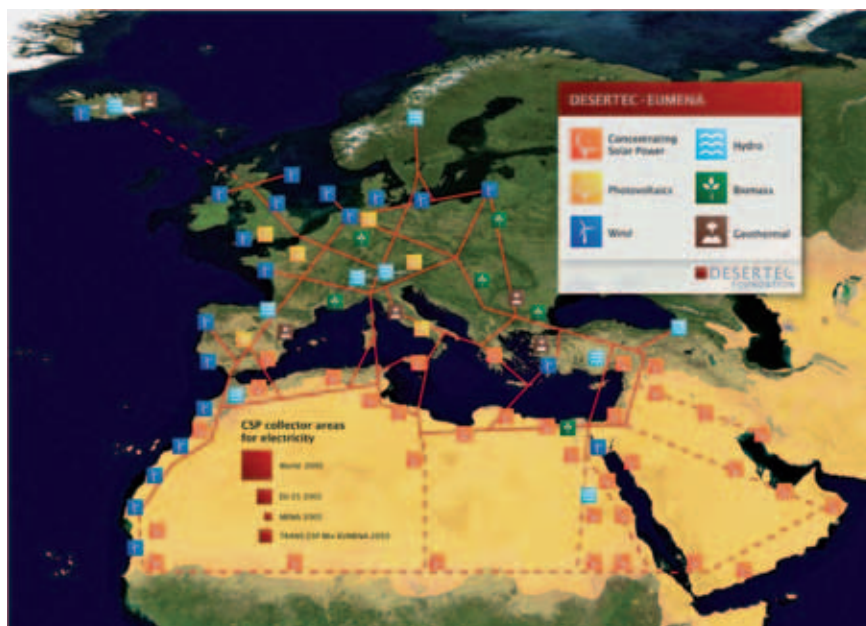 DESERTEC-EUMENA
Concentrating
Solar Power
Hydro
Photovoltaics
Biomass
Wind
Geothermal
DESERTEC
FOUNDATION
CSP collector areas
for electricity
World 2005
EU-25 2005
MENA 2005
TRANS-CSP Mix EUMENA 2050